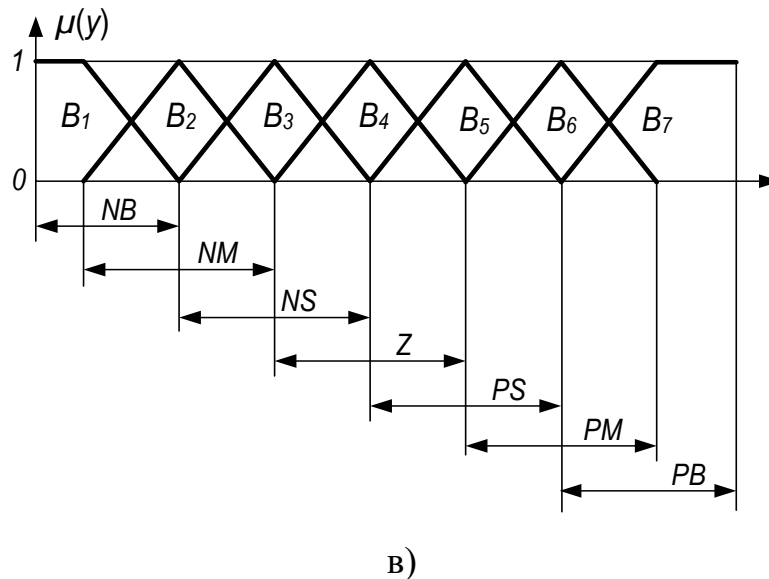 μ(y)
1
B1 B2 B3 B4 B5 B6 B7
0
NB
NM
NS
Z
PS
PM
PB
в)